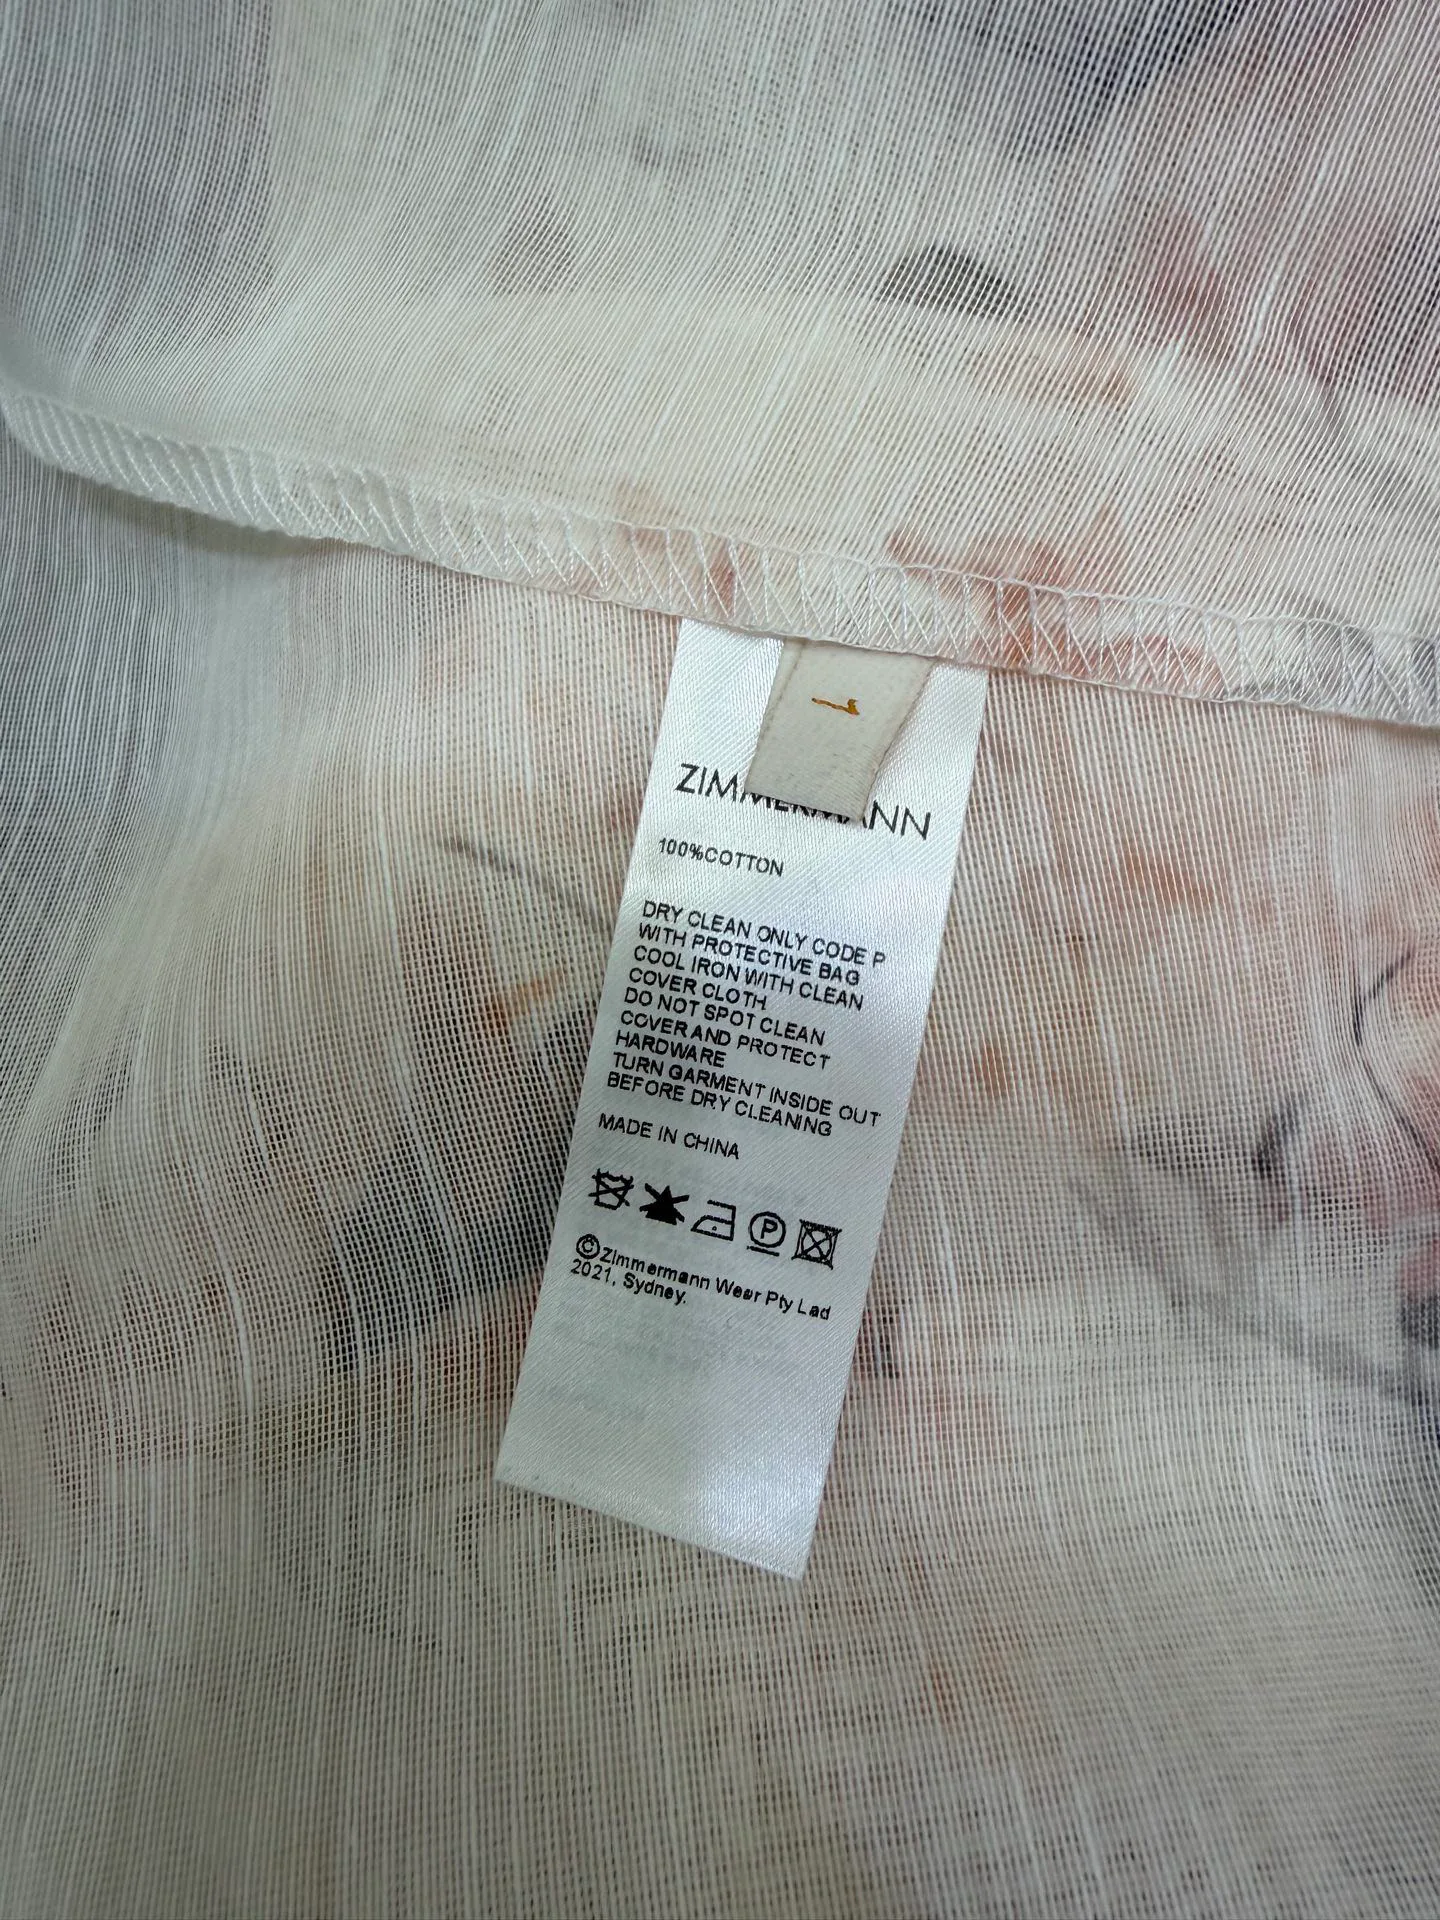 1
ZIMMERMANN
100%COTTON
DRY CLEAN ONLY CODE P
WITH PROTECTIVE BAG
COOL IRON WITH CLEAN
COVER CLOTH
DO NOT SPOT CLEAN
COVER AND PROTECT
HARDWARE
TURN GARMENT INSIDE OUT
BEFORE DRY CLEANING
MADE IN CHINA
P
©Zimmermann Wear Pty Lad
2021, Sydney.